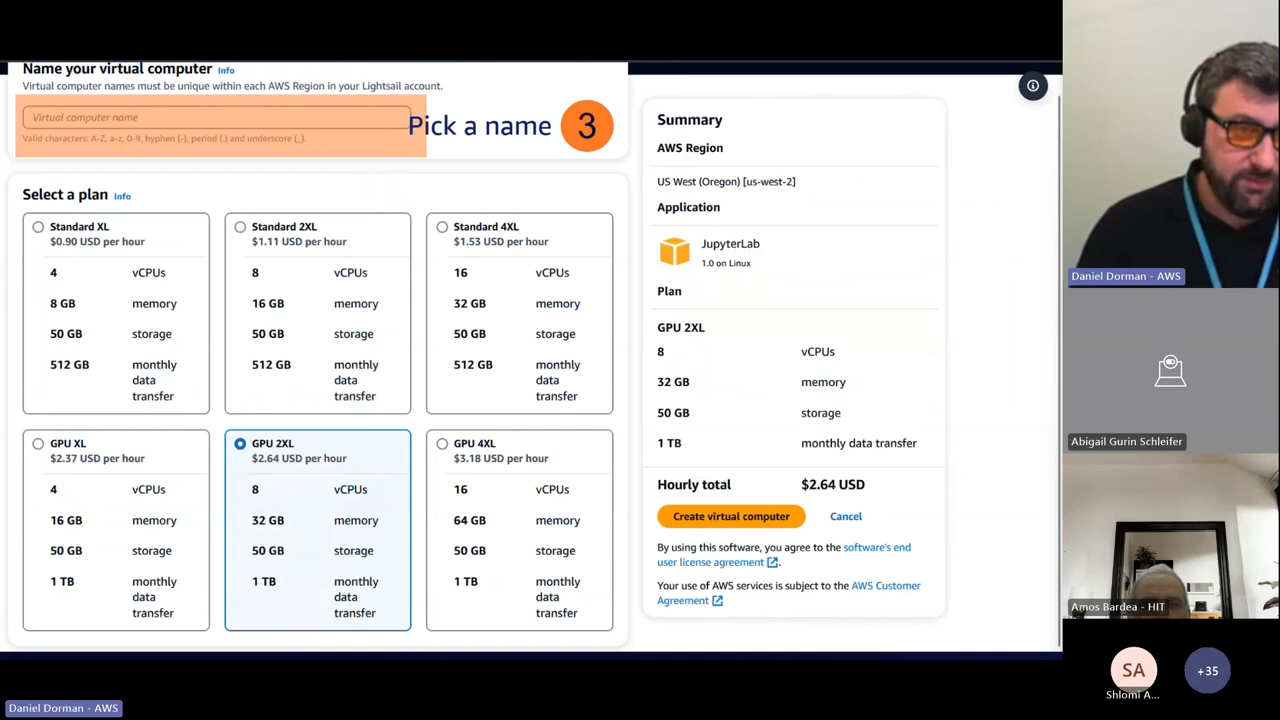 Name your virtual computer Info
Virtual computer names must be unique within each AWS Region in your Lightsail account.
Virtual computer name
Valid characters: A-Z, a-z, 0-9, hyphen (-), period (.) and underscore (_).
Pick a name 3
Select a plan Info
Standard XL
$0.90 USD per hour
4 vCPUs
8 GB memory
50 GB storage
512 GB monthly
data
transfer
Standard 2XL
$1.11 USD per hour
8 vCPUs
16 GB memory
50 GB storage
512 GB monthly
data
transfer
Standard 4XL
$1.53 USD per hour
16 vCPUs
32 GB memory
50 GB storage
512 GB monthly
data
transfer
GPU XL
$2.37 USD per hour
4 vCPUs
16 GB memory
50 GB storage
1 TB monthly
data
transfer
GPU 2XL
$2.64 USD per hour
8 vCPUs
32 GB memory
50 GB storage
1 TB monthly
data
transfer
GPU 4XL
$3.18 USD per hour
16 vCPUs
64 GB memory
50 GB storage
1 TB monthly
data
transfer
Summary
AWS Region
US West (Oregon) [us-west-2]
Application
JupyterLab
1.0 on Linux
Plan
GPU 2XL
8 vCPUs
32 GB memory
50 GB storage
1 TB monthly data transfer
Hourly total $2.64 USD
Create virtual computer Cancel
By using this software, you agree to the software's end
user license agreement.
Your use of AWS services is subject to the AWS Customer
Agreement
Daniel Dorman - AWS
Abigail Gurin Schleifer
Amos Bardea - HIT
SA
Shlomi A...
+35
Daniel Dorman - AWS